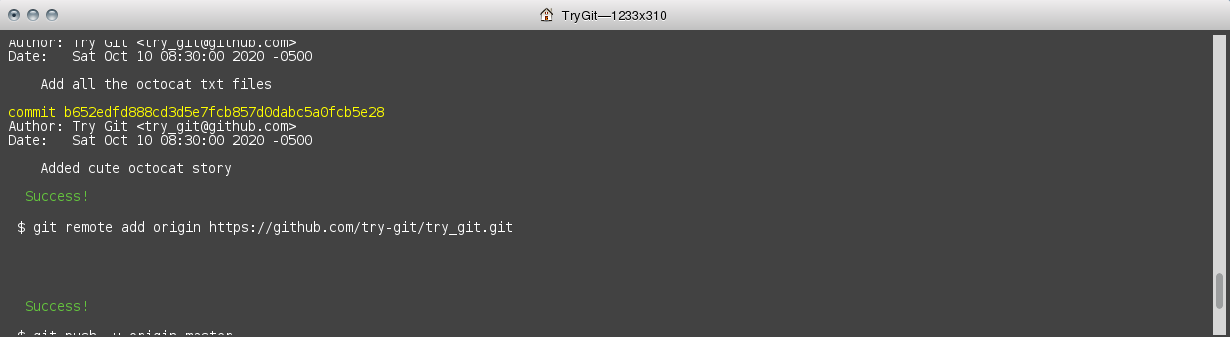 TryGit—1233x310
Author: Try Git <try_git@github.com>
Date:   Sat Oct 10 08:30:00 2020 -0500
    Add all the octocat txt files
commit b652edfd888cd3d5e7fcb857d0dabc5a0fcb5e28
Author: Try Git <try_git@github.com>
Date:   Sat Oct 10 08:30:00 2020 -0500
    Added cute octocat story
Success!
$ git remote add origin https://github.com/try-git/try_git.git
Success!
$ git push -u origin master